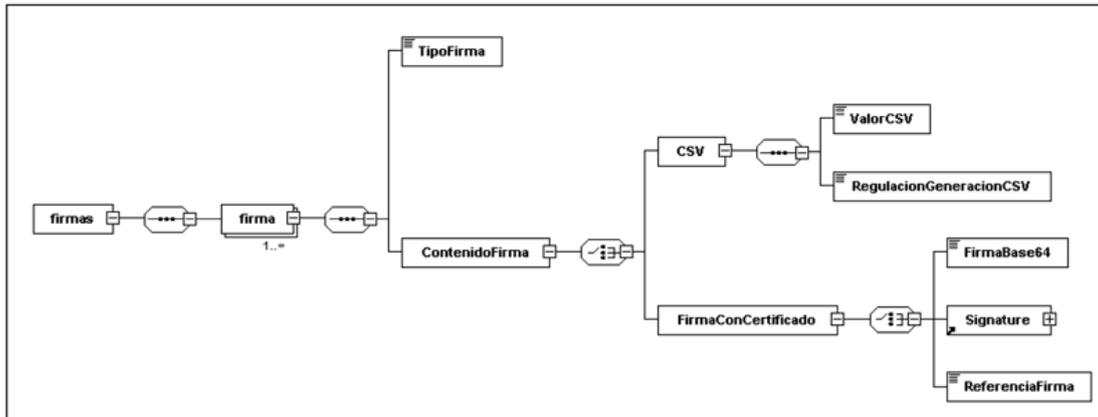 TipoFirma
ValorCSV
CSV
RegulacionGeneracionCSV
firmas
firma
1..∞
ContenidoFirma
FirmaBase64
FirmaConCertificado
Signature
ReferenciaFirma